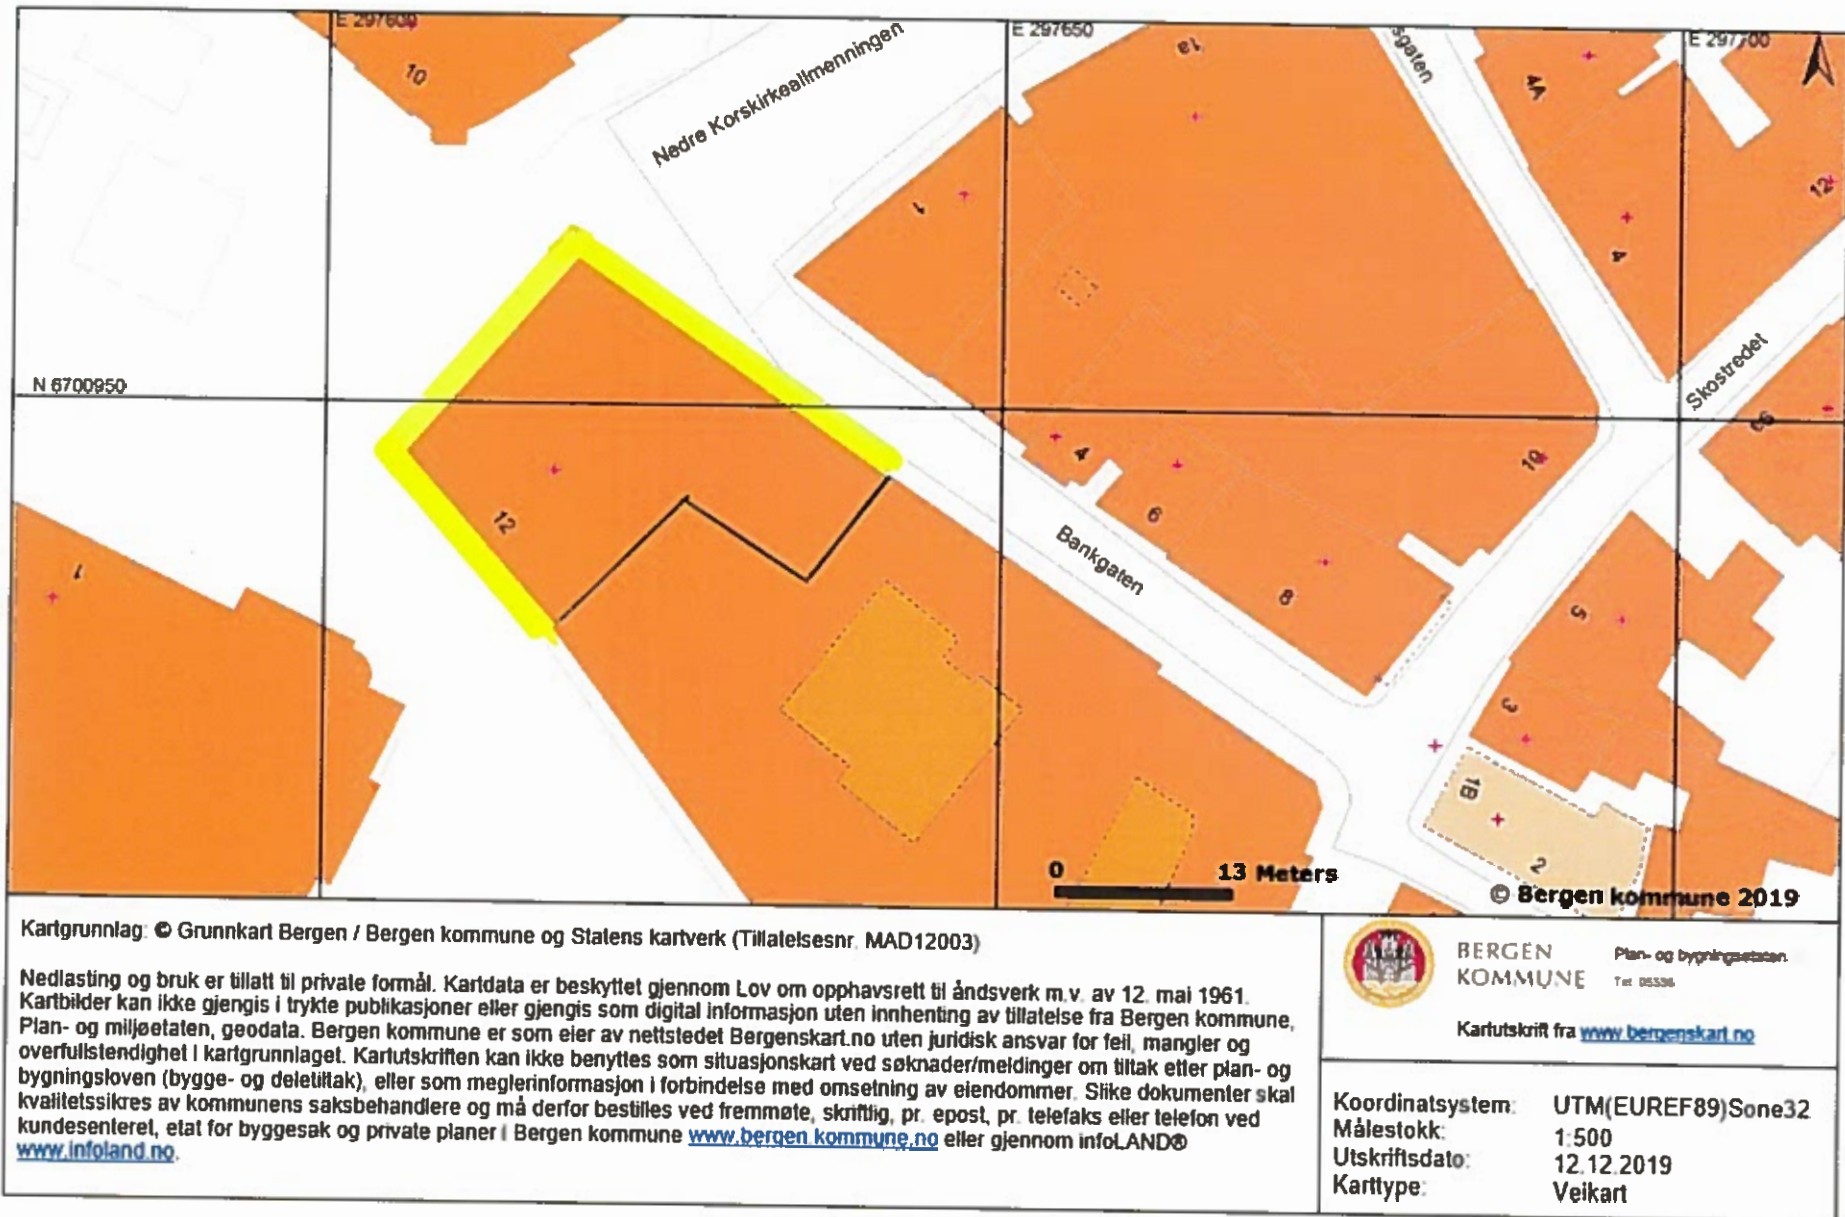 E 297600
E 297650
E 297700
10
Nedre Korskirkeallmenningen
1a
sgaten
4A
12
1
4
N 6700950
Skostredet
12
4
6
10
Bankgaten
8
1
5
3
1B
2
0 13 Meters
© Bergen kommune 2019
Kartgrunnlag: © Grunnkart Bergen / Bergen kommune og Statens kartverk (Tillatelsesnr. MAD12003)
Nedlasting og bruk er tillatt til private formål. Kartdata er beskyttet gjennom Lov om opphavsrett til åndsverk m.v. av 12. mai 1961.
Kartbilder kan ikke gjengis i trykte publikasjoner eller gjengis som digital informasjon uten innhenting av tillatelse fra Bergen kommune,
Plan- og miljøetaten, geodata. Bergen kommune er som eier av nettstedet Bergenskart.no uten juridisk ansvar for feil, mangler og
overfullstendighet i kartgrunnlaget. Kartutskriften kan ikke benyttes som situasjonskart ved søknader/meldinger om tiltak etter plan- og
bygningsloven (bygge- og deletiltak), eller som meglerinformasjon i forbindelse med omsetning av eiendommer. Slike dokumenter skal
kvalitetssikres av kommunens saksbehandlere og må derfor bestilles ved fremmøte, skriftlig, pr. epost, pr. telefaks eller telefon ved
kundesenteret, etat for byggesak og private planer i Bergen kommune www.bergen.kommune.no eller gjennom infoLAND®
www.infoland.no.
BERGEN
KOMMUNE
Plan- og bygningsetaten
Tel: 05556
Kartutskrift fra www.bergenskart.no
Koordinatsystem: UTM(EUREF89)Sone32
Målestokk: 1:500
Utskriftsdato: 12.12.2019
Karttype: Veikart